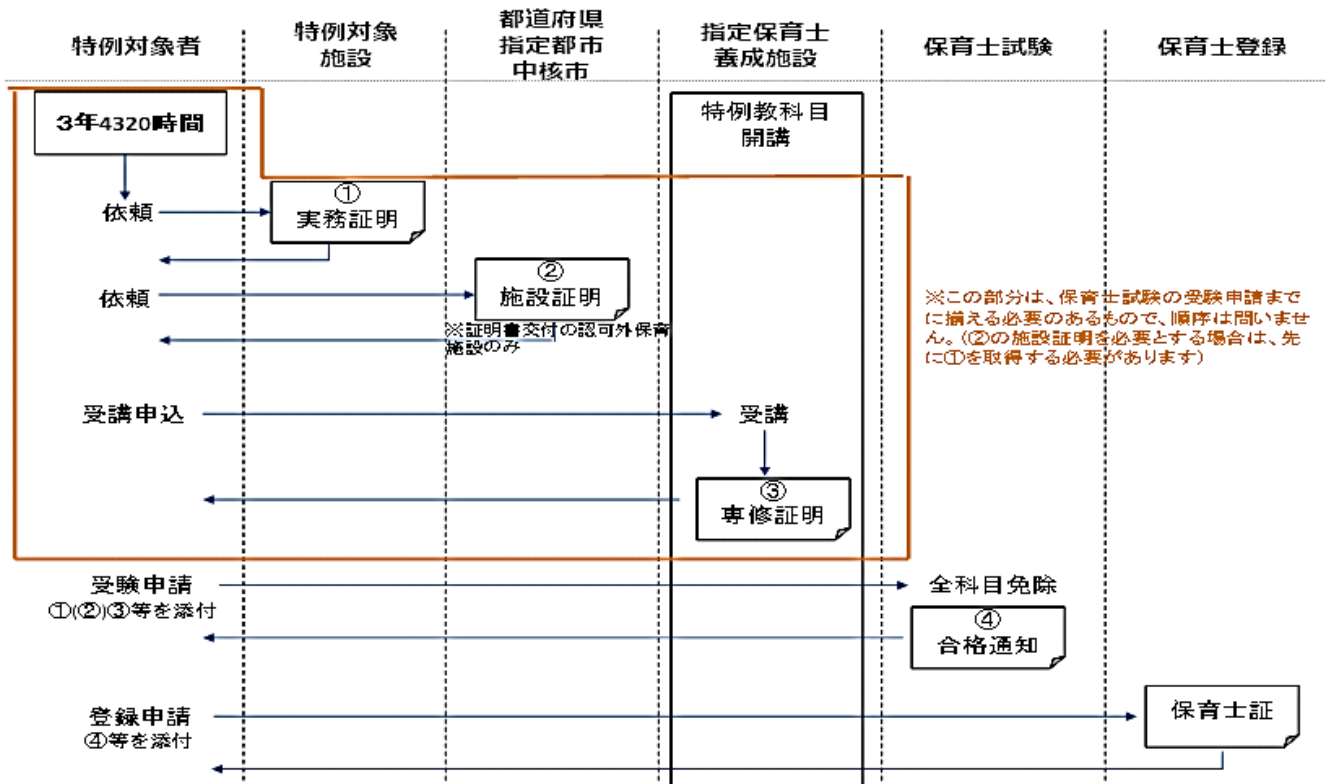 特例対象者
特例対象
施設
都道府県
指定都市
中核市
指定保育士
養成施設
保育士試験
保育士登録
3年4320時間
特例教科目
開講
依頼
①
実務証明
依頼
②
施設証明
※証明書交付の認可外保育
施設のみ
※この部分は、保育士試験の受験申請まで
に揃える必要のあるもので、順序は問いませ
ん。(②の施設証明を必要とする場合は、先
に①を取得する必要があります)
受講申込
受講
③
専修証明
受験申請
①(②)③等を添付
全科目免除
④
合格通知
登録申請
④等を添付
保育士証